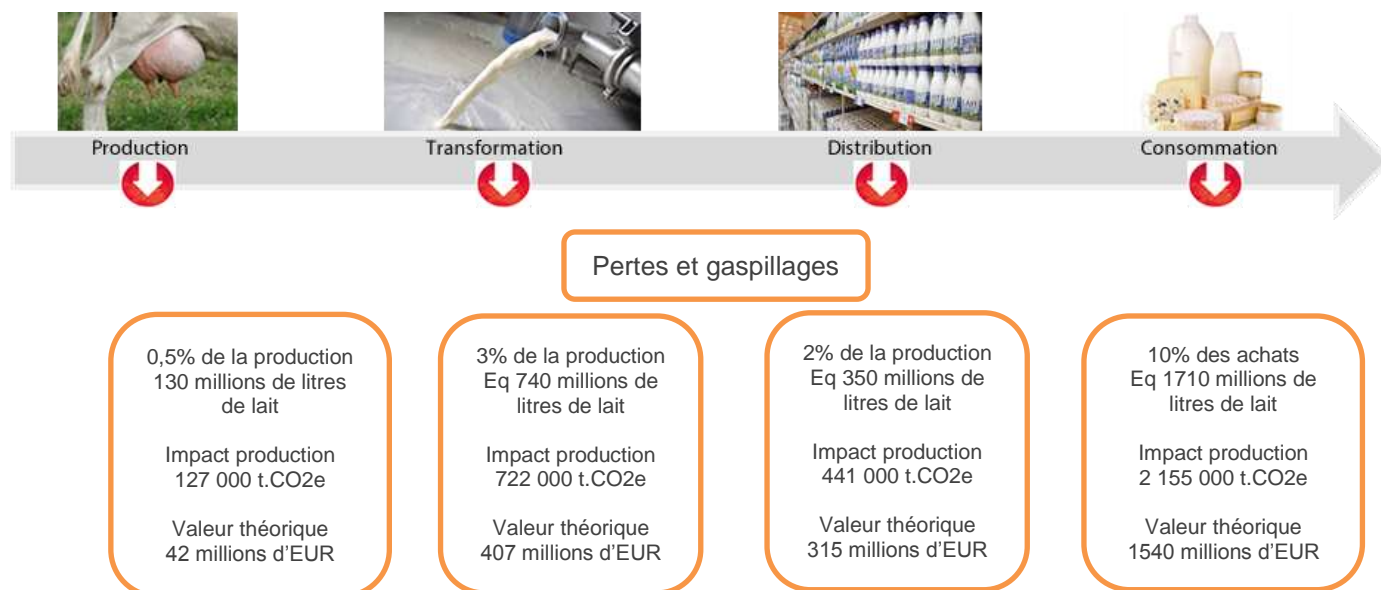 Production
Transformation
Distribution
Consommation
Pertes et gaspillages
0,5% de la production
130 millions de litres
de lait
Impact production
127 000 t.CO2e
Valeur théorique
42 millions d’EUR
3% de la production
Eq 740 millions de
litres de lait
Impact production
722 000 t.CO2e
Valeur théorique
407 millions d’EUR
2% de la production
Eq 350 millions de
litres de lait
Impact production
441 000 t.CO2e
Valeur théorique
315 millions d’EUR
10% des achats
Eq 1710 millions de
litres de lait
Impact production
2 155 000 t.CO2e
Valeur théorique
1540 millions d’EUR